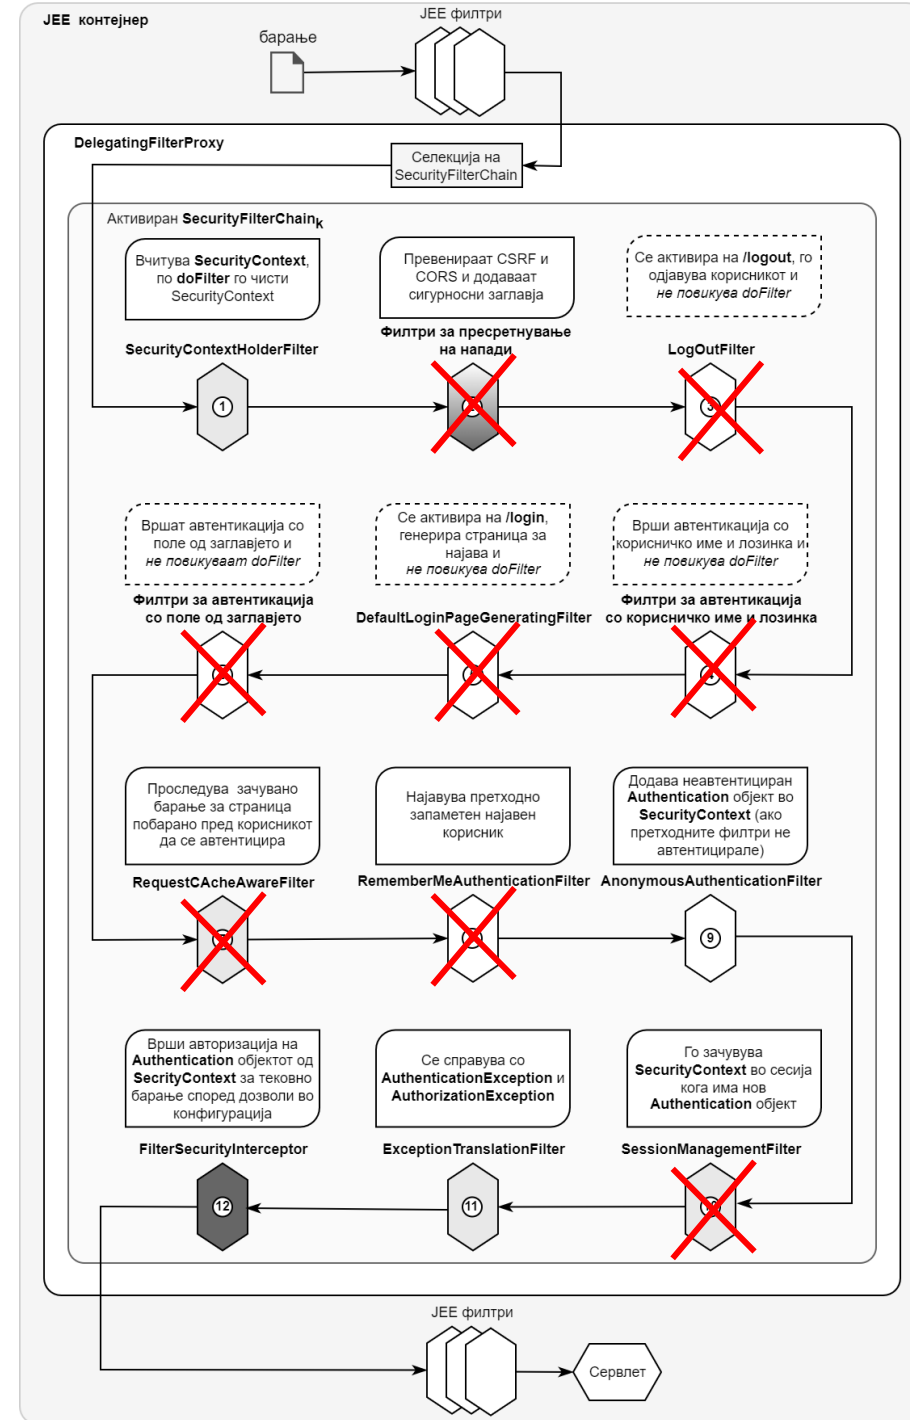 JEE контејнер
JEE филтри
барање
DelegatingFilterProxy
Селекција на
SecurityFilterChain
Активиран SecurityFilterChaink
Вчитува SecurityContext,
по doFilter го чисти
SecurityContext
Превенираат CSRF и
CORS и додаваат
сигурносни заглавја
Се активира на /logout, го
одјавува корисникот и
не повикува doFilter
SecurityContextHolderFilter
Филтри за пресретнување
на напади
LogOutFilter
1
Вршат автентикација со
поле од заглавјето и
не повикуваат doFilter
Се активира на /login,
генерира страница за
најава и
не повикува doFilter
Врши автентикација со
корисничко име и лозинка и
не повикува doFilter
Филтри за автентикација
со поле од заглавјето
DefaultLoginPageGeneratingFilter
Филтри за автентикација
со корисничко име и лозинка
Проследува зачувано
барање за страница
побарано пред корисникот
да се автентицира
Најавува претходно
запаметен најавен
корисник
Додава неавтентициран
Authentication објект во
SecurityContext (ако
претходните филтри не
автентицирале)
RequestCAcheAwareFilter
RememberMeAuthenticationFilter
AnonymousAuthenticationFilter
9
Врши авторизација на
Authentication објектот од
SecrityContext за тековно
барање според дозволи во
конфигурација
Се справува со
AuthenticationException и
AuthorizationException
Го зачувува
SecurityContext во сесија
кога има нов
Authentication објект
FilterSecurityInterceptor
ExceptionTranslationFilter
SessionManagementFilter
12
11
JEE филтри
Сервлет